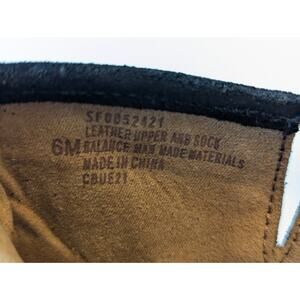 SF0052421
LEATHER UPPER AND SOCK
6M BALANCE MAN MADE MATERIALS
MADE IN CHINA
CBUE21